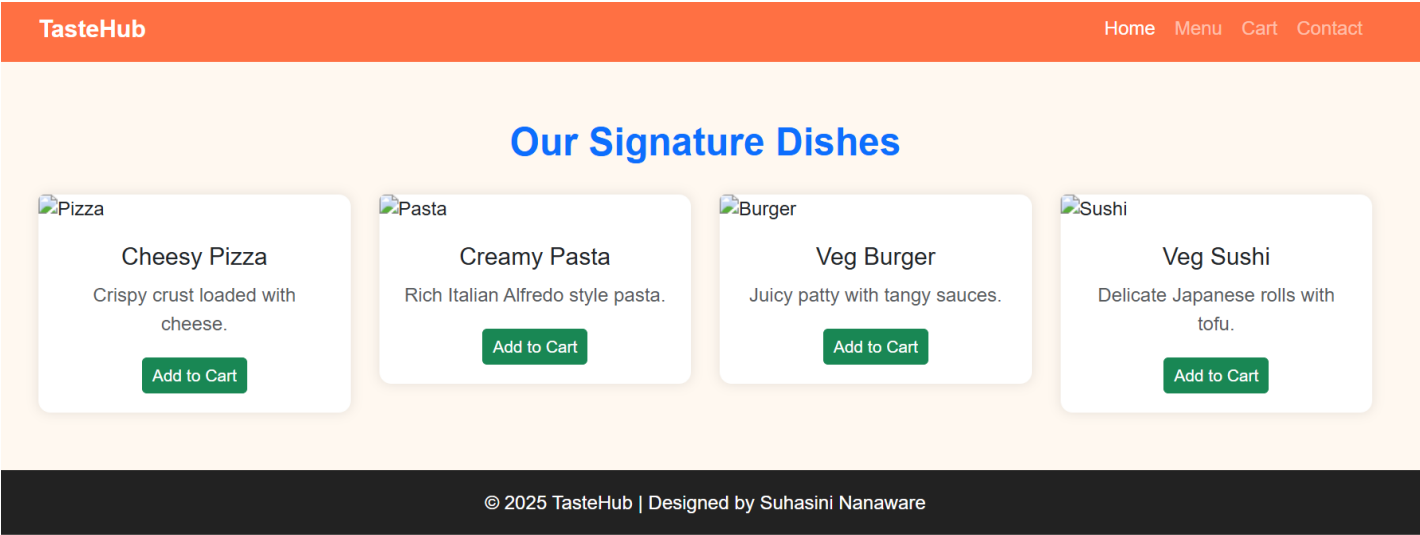 TasteHub
Home Menu Cart Contact
Our Signature Dishes
Pizza
Cheesy Pizza
Crispy crust loaded with
cheese.
Add to Cart
Pasta
Creamy Pasta
Rich Italian Alfredo style pasta.
Add to Cart
Burger
Veg Burger
Juicy patty with tangy sauces.
Add to Cart
Sushi
Veg Sushi
Delicate Japanese rolls with
tofu.
Add to Cart
© 2025 TasteHub | Designed by Suhasini Nanaware